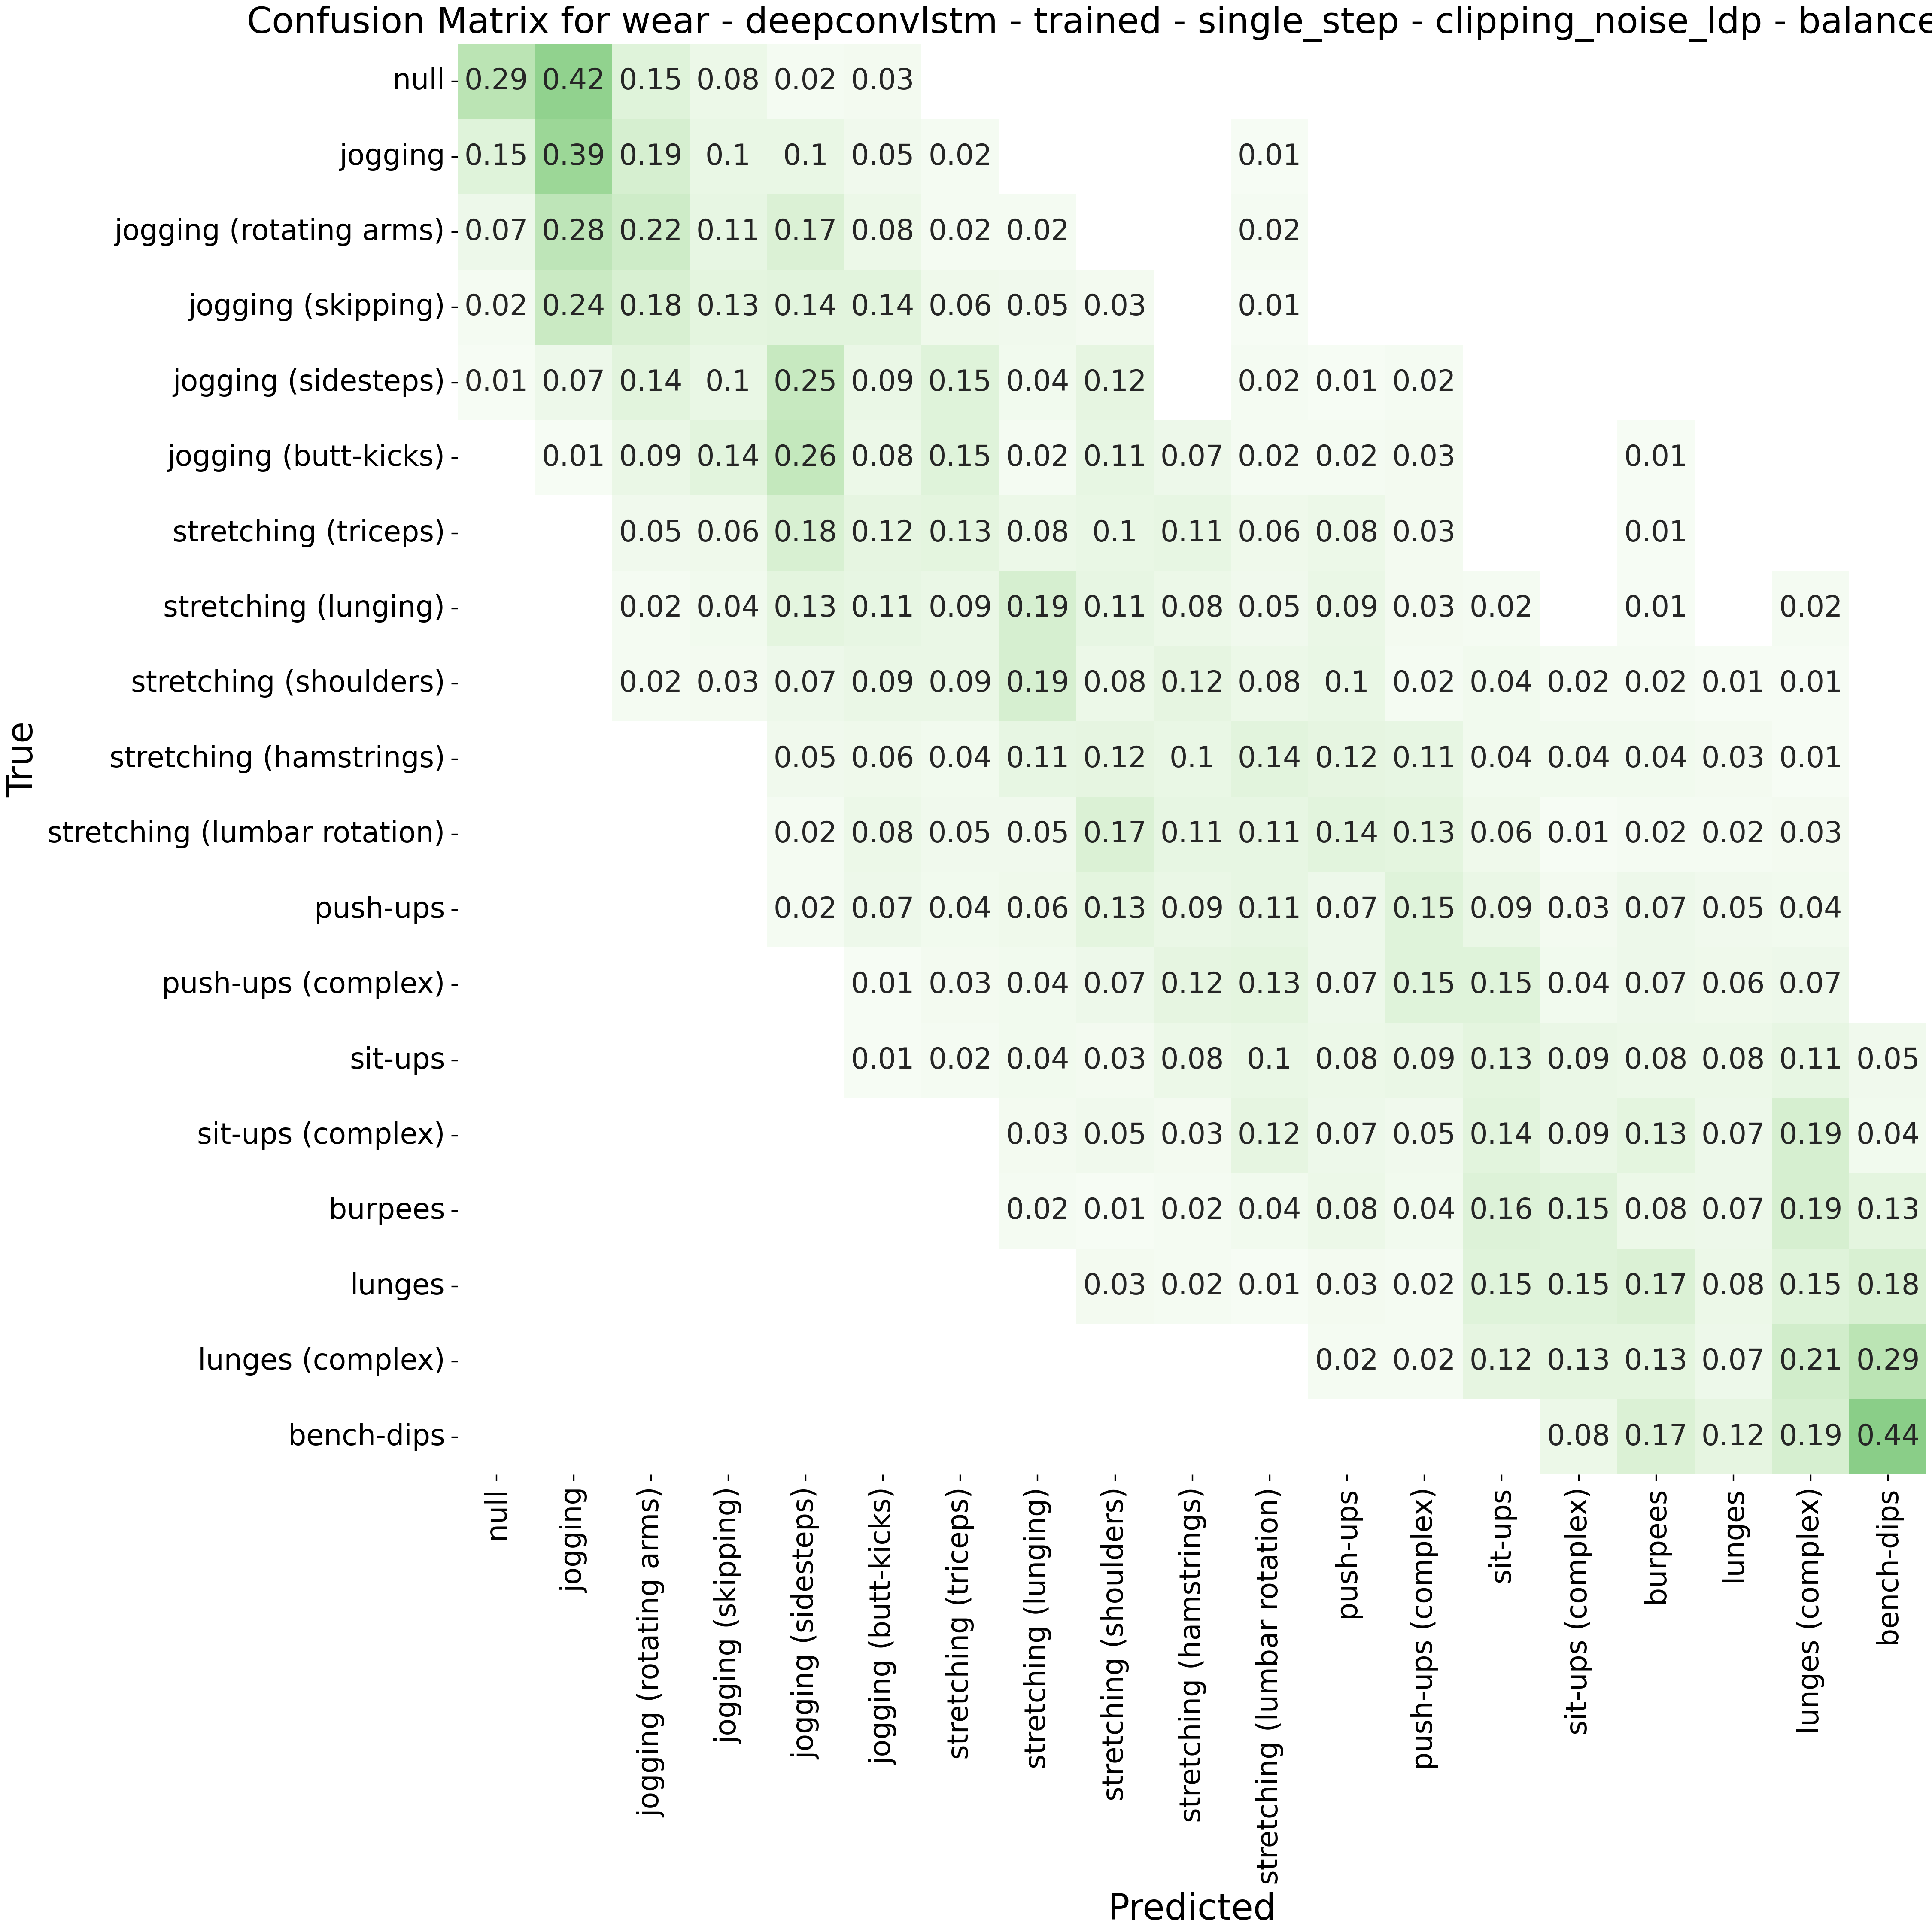 Confusion Matrix for wear - deepconvlstm - trained - single_step - clipping_noise_ldp - balance
null 0.29 0.42 0.15 0.08 0.02 0.03
jogging 0.15 0.39 0.19 0.1 0.1 0.05 0.02 0.01
jogging (rotating arms) 0.07 0.28 0.22 0.11 0.17 0.08 0.02 0.02 0.02
jogging (skipping) 0.02 0.24 0.18 0.13 0.14 0.14 0.06 0.05 0.03 0.01
jogging (sidesteps) 0.01 0.07 0.14 0.1 0.25 0.09 0.15 0.04 0.12 0.02 0.01 0.02
jogging (butt-kicks) 0.01 0.09 0.14 0.26 0.08 0.15 0.02 0.11 0.07 0.02 0.02 0.03 0.01
stretching (triceps) 0.05 0.06 0.18 0.12 0.13 0.08 0.1 0.11 0.06 0.08 0.03 0.01
stretching (lunging) 0.02 0.04 0.13 0.11 0.09 0.19 0.11 0.08 0.05 0.09 0.03 0.02 0.01 0.02
stretching (shoulders) 0.02 0.03 0.07 0.09 0.09 0.19 0.08 0.12 0.08 0.1 0.02 0.04 0.02 0.02 0.01 0.01
stretching (hamstrings) 0.05 0.06 0.04 0.11 0.12 0.1 0.14 0.12 0.11 0.04 0.04 0.04 0.03 0.01
stretching (lumbar rotation) 0.02 0.08 0.05 0.05 0.17 0.11 0.11 0.14 0.13 0.06 0.01 0.02 0.02 0.03
push-ups 0.02 0.07 0.04 0.06 0.13 0.09 0.11 0.07 0.15 0.09 0.03 0.07 0.05 0.04
push-ups (complex) 0.01 0.03 0.04 0.07 0.12 0.13 0.07 0.15 0.15 0.04 0.07 0.06 0.07
sit-ups 0.01 0.02 0.04 0.03 0.08 0.1 0.08 0.09 0.13 0.09 0.08 0.08 0.11 0.05
sit-ups (complex) 0.03 0.05 0.03 0.12 0.07 0.05 0.14 0.09 0.13 0.07 0.19 0.04
burpees 0.02 0.01 0.02 0.04 0.08 0.04 0.16 0.15 0.08 0.07 0.19 0.13
lunges 0.03 0.02 0.01 0.03 0.02 0.15 0.15 0.17 0.08 0.15 0.18
lunges (complex) 0.02 0.02 0.12 0.13 0.13 0.07 0.21 0.29
bench-dips 0.08 0.17 0.12 0.19 0.44
True
null
jogging
jogging (rotating arms)
jogging (skipping)
jogging (sidesteps)
jogging (butt-kicks)
stretching (triceps)
stretching (lunging)
stretching (shoulders)
stretching (hamstrings)
stretching (lumbar rotation)
push-ups
push-ups (complex)
sit-ups
sit-ups (complex)
burpees
lunges
lunges (complex)
bench-dips
Predicted